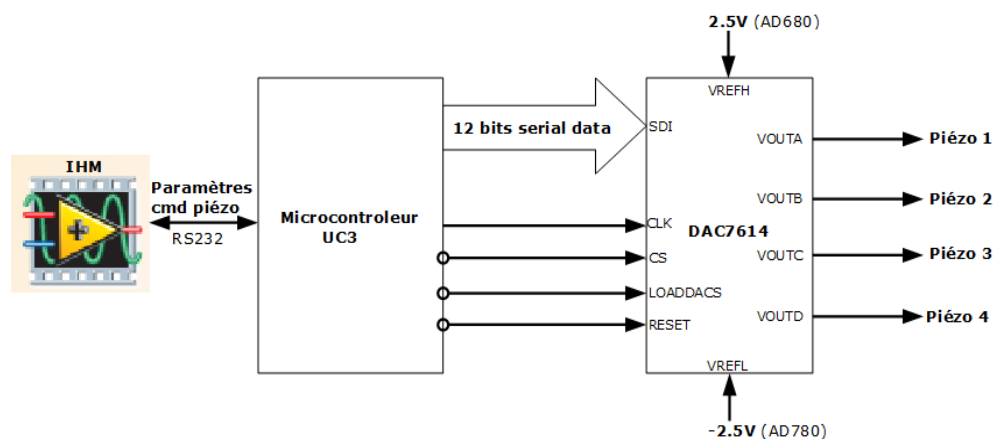 2.5V (AD680)
VREFH
12 bits serial data
SDI
VOUTA
Piézo 1
IHM
Paramètres
cmd piézo
RS232
Microcontroleur
UC3
VOUTB
Piézo 2
CLK
DAC7614
CS
VOUTC
Piézo 3
LOADDACS
RESET
VOUTD
Piézo 4
VREFL
-2.5V (AD780)